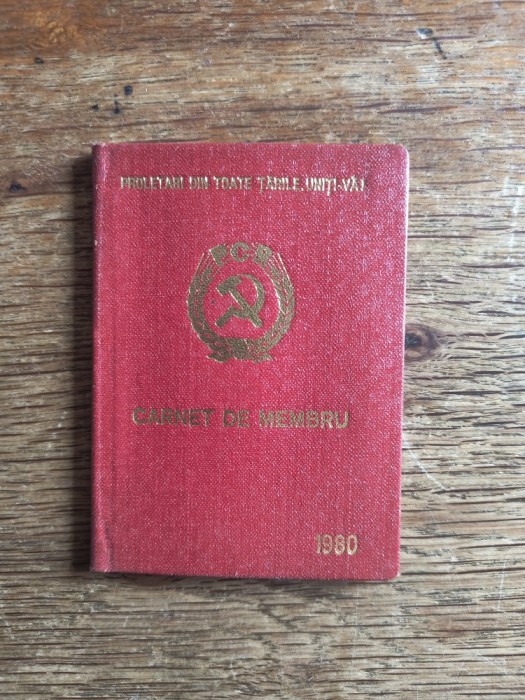 PROLETARI DIN TOATE ȚĂRILE, UNIȚI-VĂ!
PCR
CARNET DE MEMBRU
1980